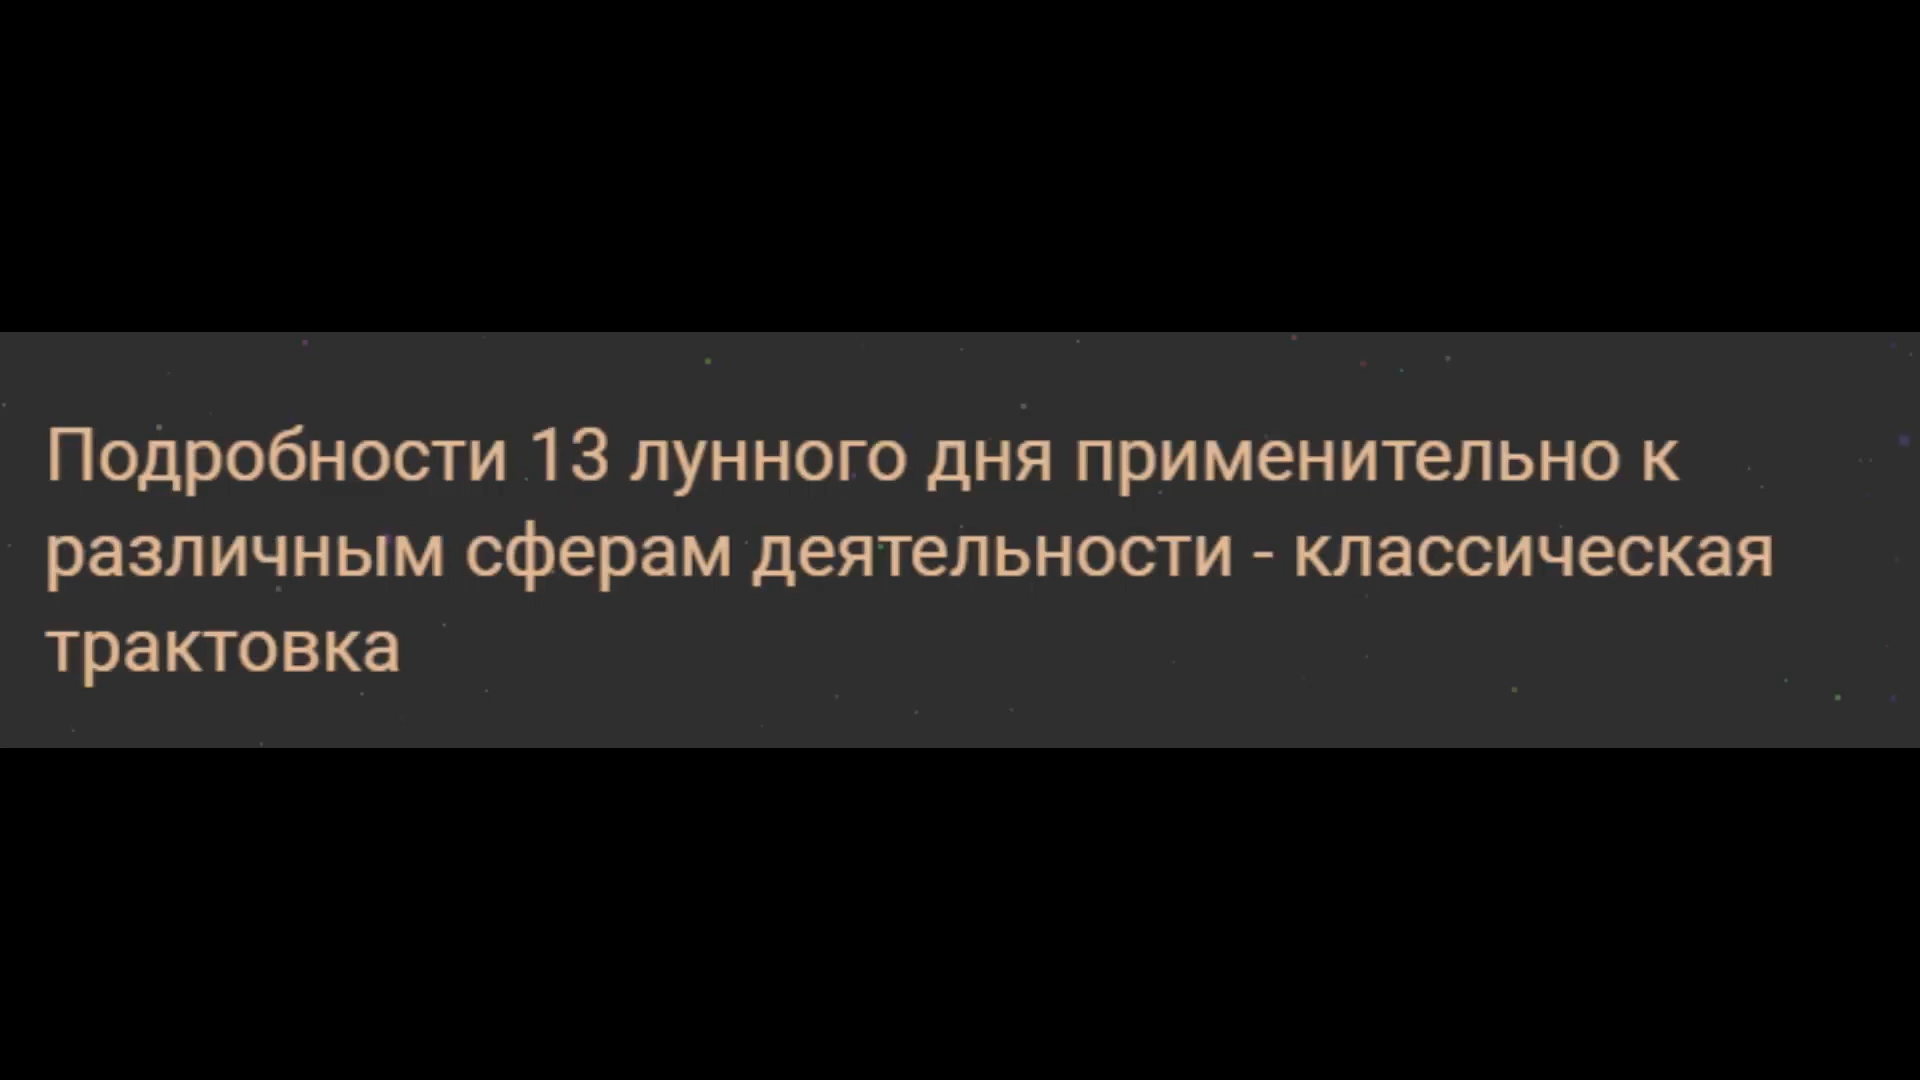 Подробности 13 лунного дня применительно к
различным сферам деятельности - классическая
трактовка